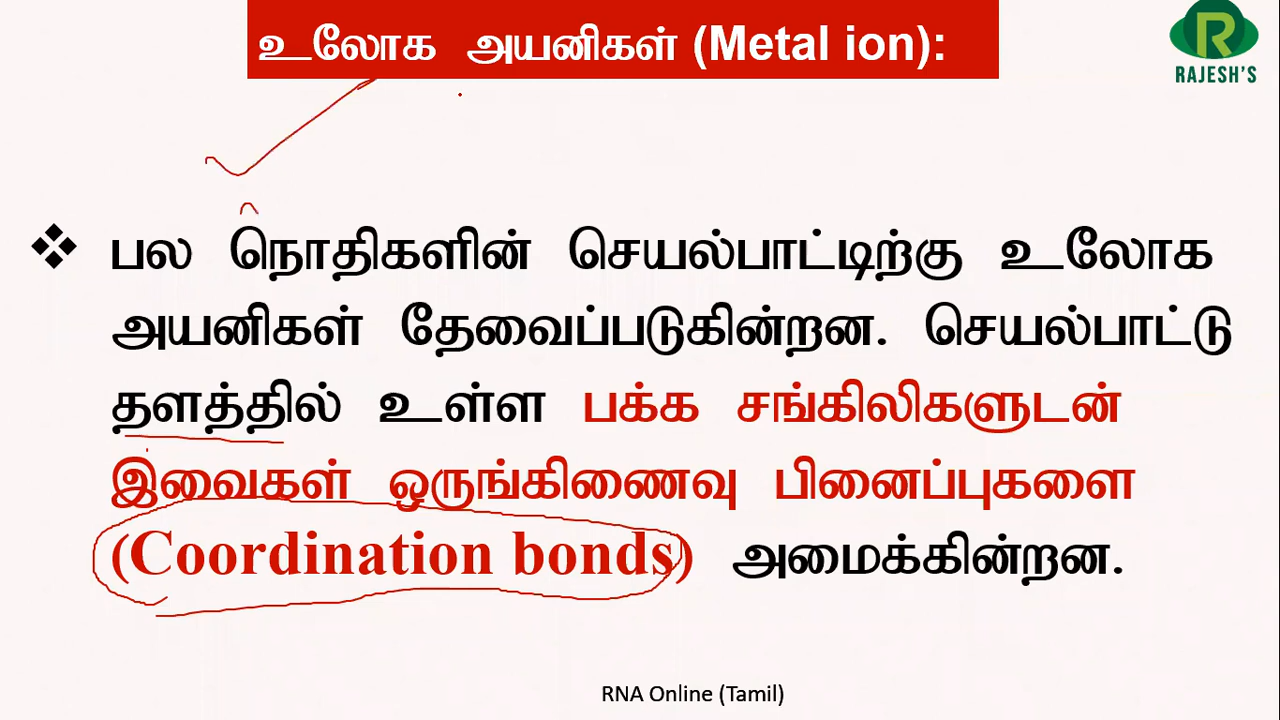 உலோக அயனிகள் (Metal ion):
R
RAJESH'S
❖ பல நொதிகளின் செயல்பாட்டிற்கு உலோக
அயனிகள் தேவைப்படுகின்றன. செயல்பாட்டு
தளத்தில் உள்ள பக்க சங்கிலிகளுடன்
இவைகள் ஒருங்கிணைவு பினைப்புகளை
(Coordination bonds) அமைக்கின்றன.
RNA Online (Tamil)